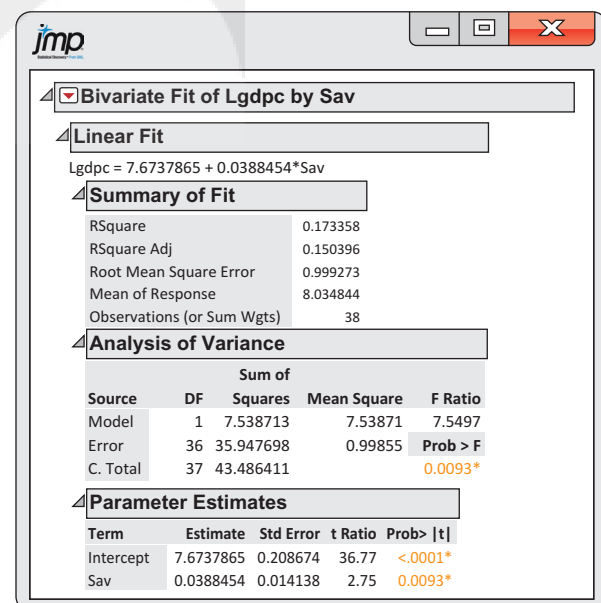 jmp
Statistical Discovery. From SAS.
Bivariate Fit of Lgdpc by Sav
Linear Fit
Lgdpc = 7.6737865 + 0.0388454*Sav
Summary of Fit
RSquare 0.173358
RSquare Adj 0.150396
Root Mean Square Error 0.999273
Mean of Response 8.034844
Observations (or Sum Wgts) 38
Analysis of Variance
Sum of
Source DF Squares Mean Square F Ratio
Model 1 7.538713 7.53871 7.5497
Error 36 35.947698 0.99855 Prob > F
C. Total 37 43.486411 0.0093*
Parameter Estimates
Term Estimate Std Error t Ratio Prob> |t|
Intercept 7.6737865 0.208674 36.77 <.0001*
Sav 0.0388454 0.014138 2.75 0.0093*